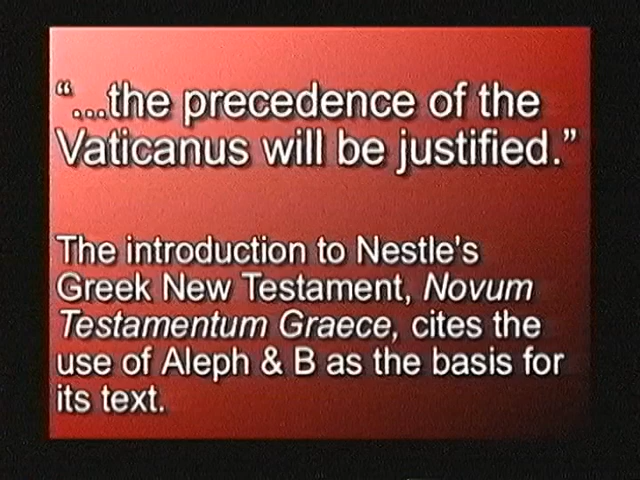 “...the precedence of the
Vaticanus will be justified.”
The introduction to Nestle's
Greek New Testament, Novum
Testamentum Graece, cites the
use of Aleph & B as the basis for
its text.